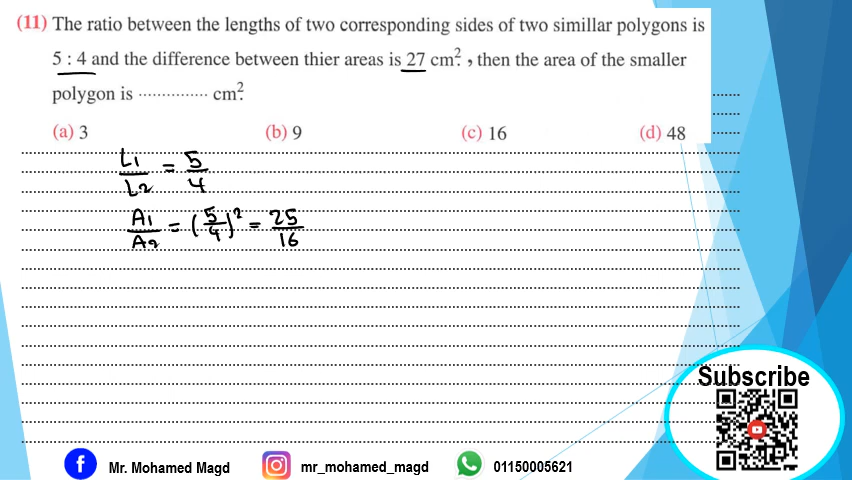 (11) The ratio between the lengths of two corresponding sides of two simillar polygons is
5 : 4 and the difference between thier areas is 27 cm², then the area of the smaller
polygon is ............... cm².
(a) 3 (b) 9 (c) 16 (d) 48
L1/L2 = 5/4
A1/A2 = (5/4)² = 25/16
Subscribe
Mr. Mohamed Magd mr_mohamed_magd 01150005621